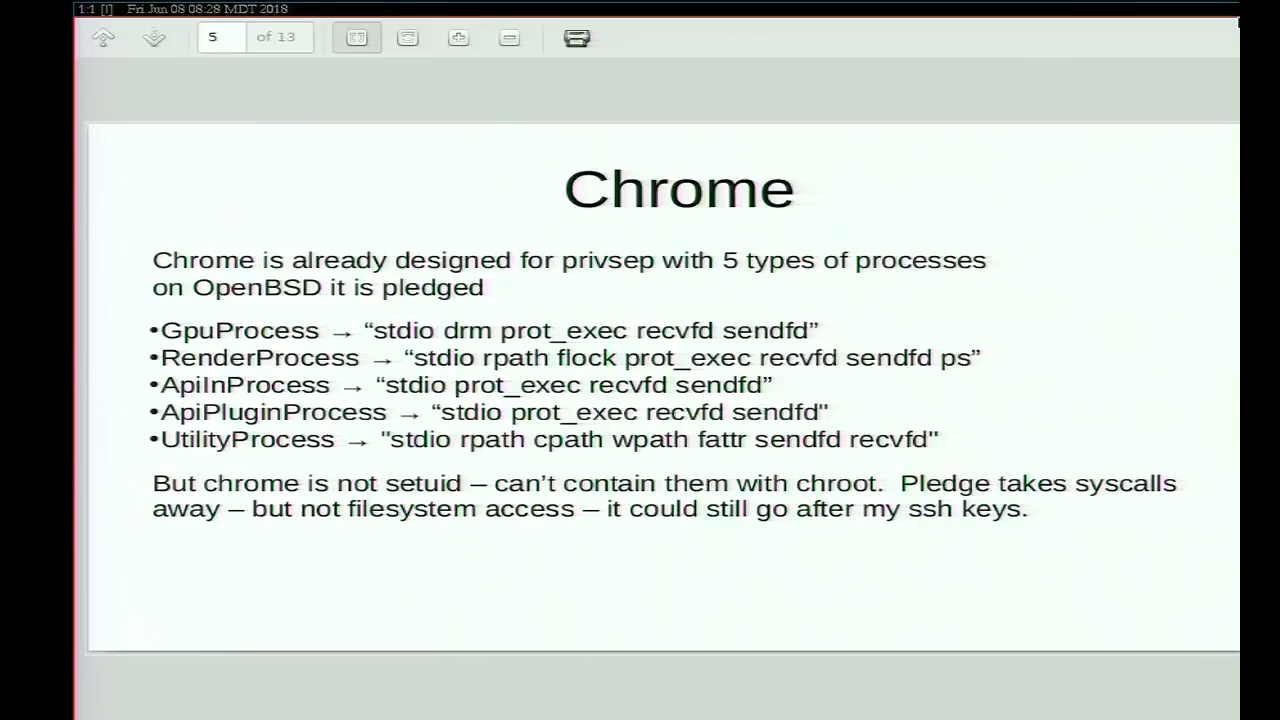 1:1 [I] Fri Jun 08 08:28 MDT 2018
5 of 13
Chrome
Chrome is already designed for privsep with 5 types of processes
on OpenBSD it is pledged
•GpuProcess → “stdio drm prot_exec recvfd sendfd”
•RenderProcess → “stdio rpath flock prot_exec recvfd sendfd ps”
•ApiInProcess → “stdio prot_exec recvfd sendfd”
•ApiPluginProcess → “stdio prot_exec recvfd sendfd"
•UtilityProcess → "stdio rpath cpath wpath fattr sendfd recvfd"
But chrome is not setuid – can’t contain them with chroot.  Pledge takes syscalls
away – but not filesystem access – it could still go after my ssh keys.